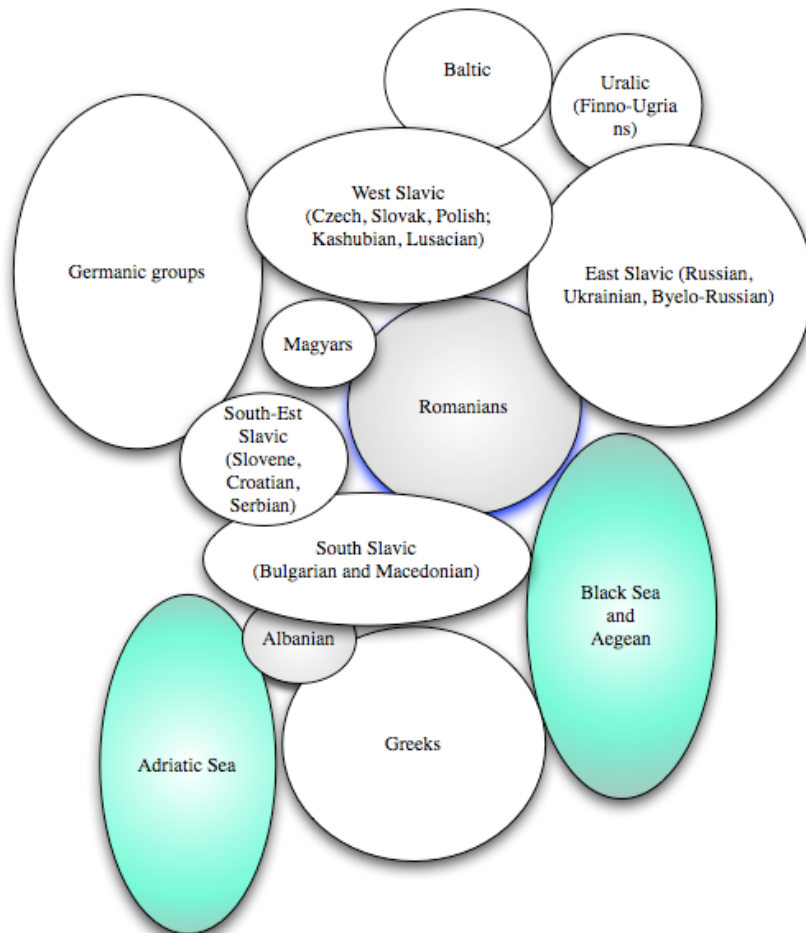 Baltic
Uralic
(Finno-Ugria
ns)
West Slavic
(Czech, Slovak, Polish;
Kashubian, Lusacian)
Germanic groups
East Slavic (Russian,
Ukrainian, Byelo-Russian)
Magyars
Romanians
South-Est
Slavic
(Slovene,
Croatian,
Serbian)
South Slavic
(Bulgarian and Macedonian)
Black Sea
and
Aegean
Albanian
Greeks
Adriatic Sea